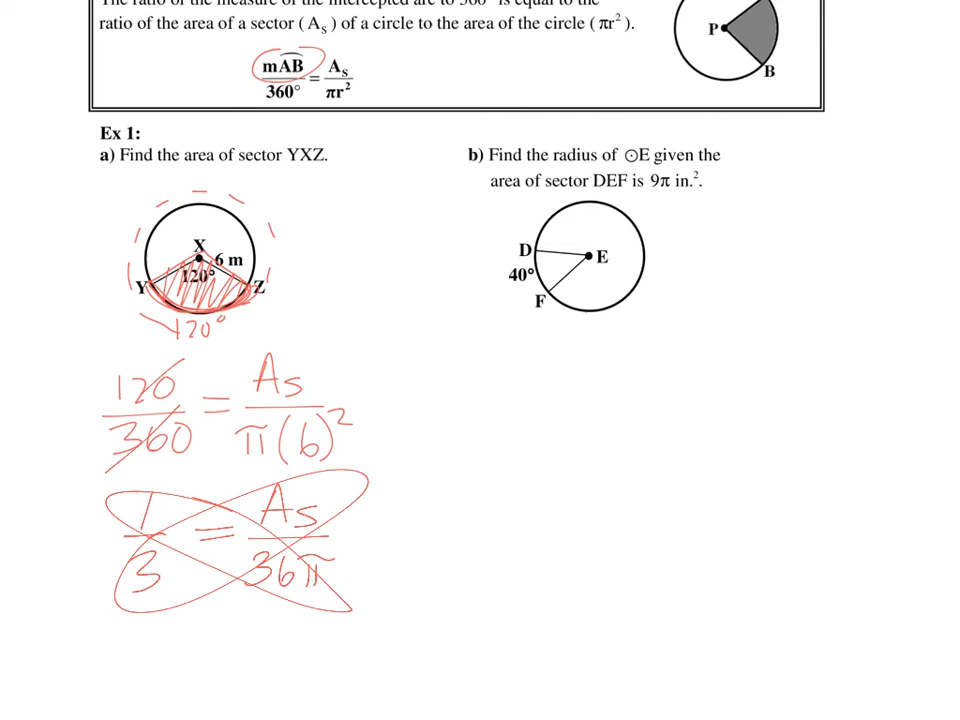 ratio of the area of a sector ( Aₛ ) of a circle to the area of the circle ( πr² ).
P
B
mAB/360° = Aₛ/πr²
Ex 1:
a) Find the area of sector YXZ.
b) Find the radius of ⊙E given the
area of sector DEF is 9π in.².
X
6 m
120°
Y
Z
120°
D
E
40°
F
120/360 = Aₛ/π(6)²
1/3 = Aₛ/36π